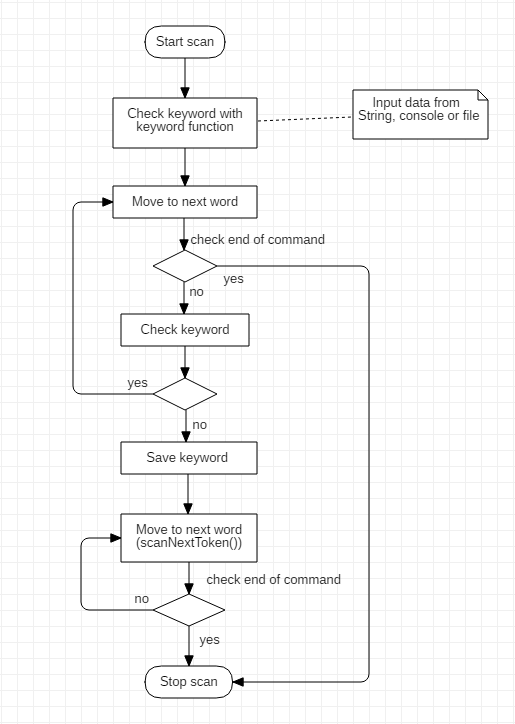 Start scan
Check keyword with
keyword function
Input data from
String, console or file
Move to next word
check end of command
yes
no
Check keyword
yes
no
Save keyword
Move to next word
(scanNextToken())
check end of command
no
yes
Stop scan